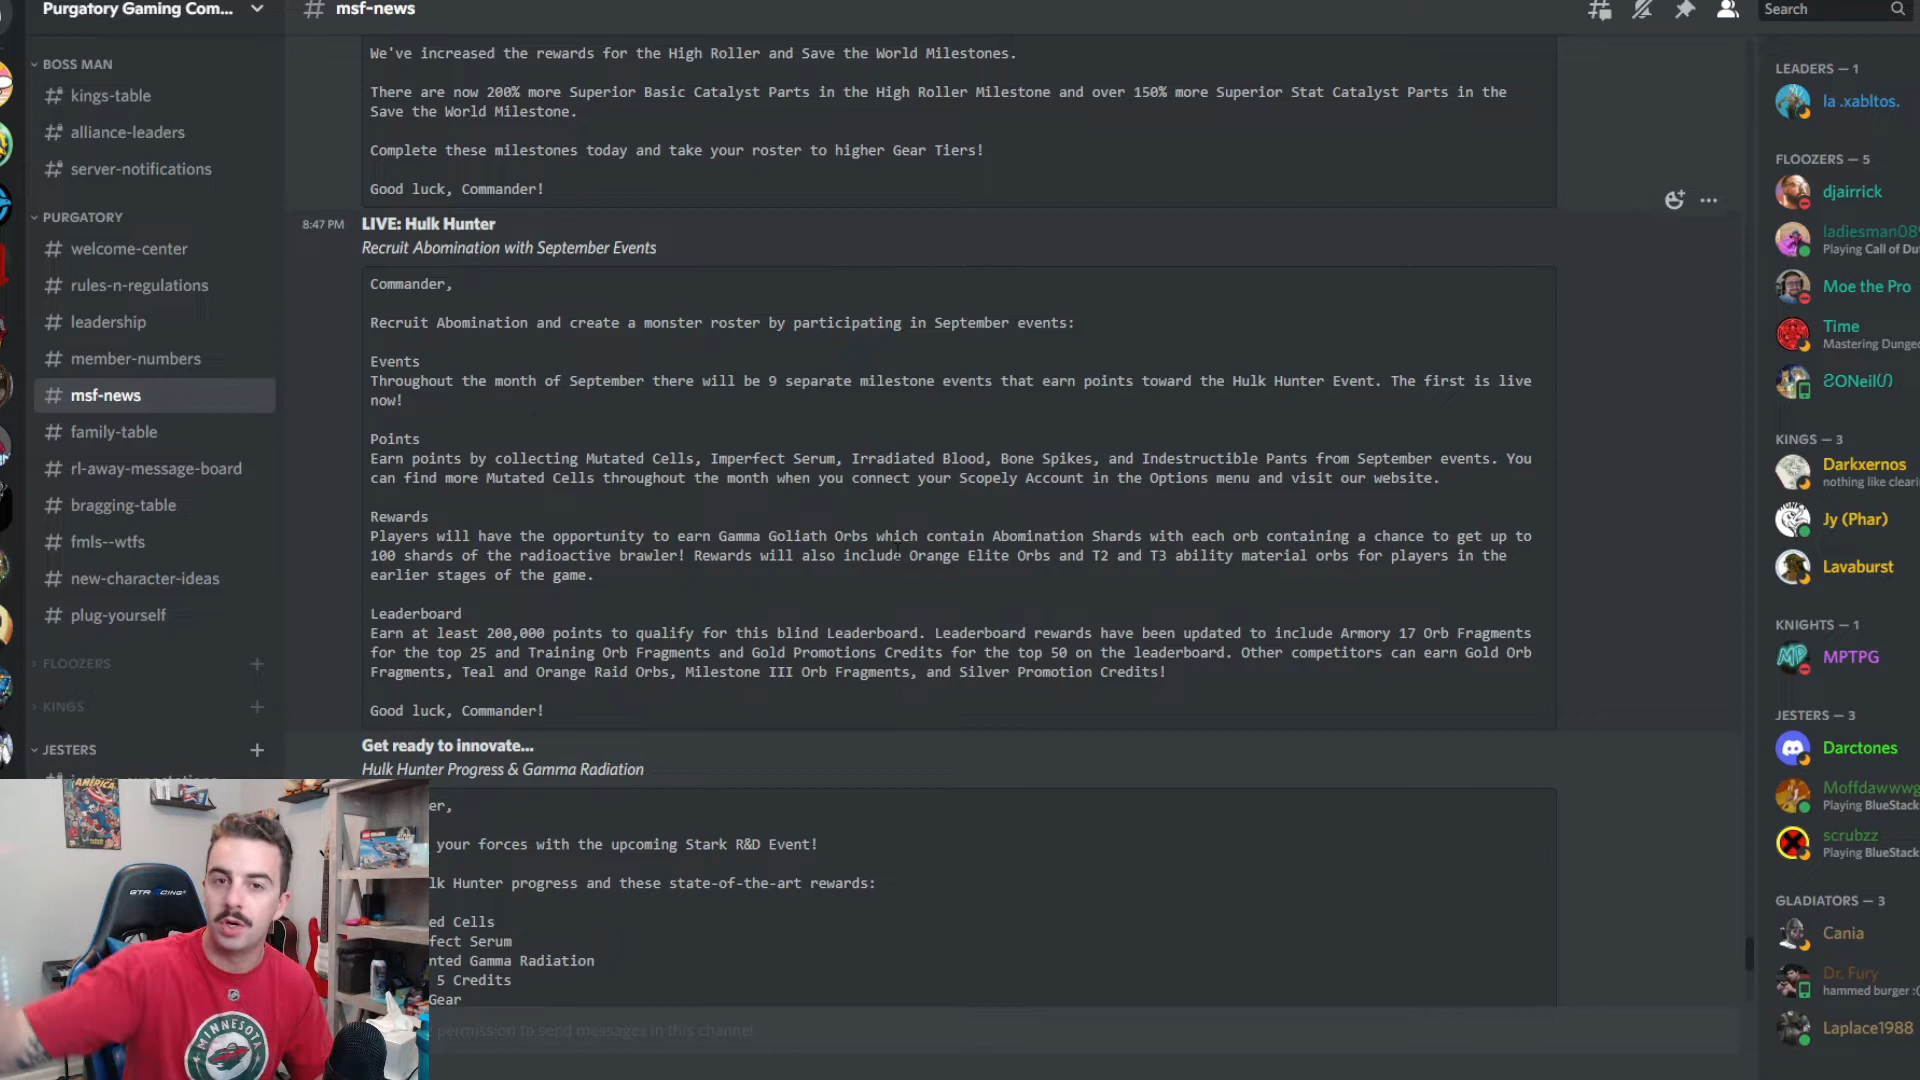 Purgatory Gaming Com...
# msf-news
Search
BOSS MAN
kings-table
alliance-leaders
server-notifications
PURGATORY
# welcome-center
# rules-n-regulations
# leadership
# member-numbers
# msf-news
# family-table
# rl-away-message-board
# bragging-table
# fmls--wtfs
# new-character-ideas
# plug-yourself
FLOOZERS +
KINGS +
JESTERS +
We've increased the rewards for the High Roller and Save the World Milestones.
There are now 200% more Superior Basic Catalyst Parts in the High Roller Milestone and over 150% more Superior Stat Catalyst Parts in the
Save the World Milestone.
Complete these milestones today and take your roster to higher Gear Tiers!
Good luck, Commander!
8:47 PM LIVE: Hulk Hunter
Recruit Abomination with September Events
Commander,
Recruit Abomination and create a monster roster by participating in September events:
Events
Throughout the month of September there will be 9 separate milestone events that earn points toward the Hulk Hunter Event. The first is live
now!
Points
Earn points by collecting Mutated Cells, Imperfect Serum, Irradiated Blood, Bone Spikes, and Indestructible Pants from September events. You
can find more Mutated Cells throughout the month when you connect your Scopely Account in the Options menu and visit our website.
Rewards
Players will have the opportunity to earn Gamma Goliath Orbs which contain Abomination Shards with each orb containing a chance to get up to
100 shards of the radioactive brawler! Rewards will also include Orange Elite Orbs and T2 and T3 ability material orbs for players in the
earlier stages of the game.
Leaderboard
Earn at least 200,000 points to qualify for this blind Leaderboard. Leaderboard rewards have been updated to include Armory 17 Orb Fragments
for the top 25 and Training Orb Fragments and Gold Promotions Credits for the top 50 on the leaderboard. Other competitors can earn Gold Orb
Fragments, Teal and Orange Raid Orbs, Milestone III Orb Fragments, and Silver Promotion Credits!
Good luck, Commander!
Get ready to innovate...
Hulk Hunter Progress & Gamma Radiation
er,
your forces with the upcoming Stark R&D Event!
lk Hunter progress and these state-of-the-art rewards:
ed Cells
fect Serum
nted Gamma Radiation
5 Credits
Gear
permission to send messages in this channel
LEADERS — 1
la .xabltos.
FLOOZERS — 5
djairrick
ladiesman08
Playing Call of Du
Moe the Pro
Time
Mastering Dunge
KINGS — 3
Darkxernos
nothing like cleari
Jy (Phar)
Lavaburst
KNIGHTS — 1
MPTPG
JESTERS — 3
Darctones
Moffdawwwg
Playing BlueStack
scrubzz
Playing BlueStack
GLADIATORS — 3
Cania
Dr. Fury
hammed burger :(
Laplace1988
CAPTAIN
AMERICA
GTRACING
MINNESOTA